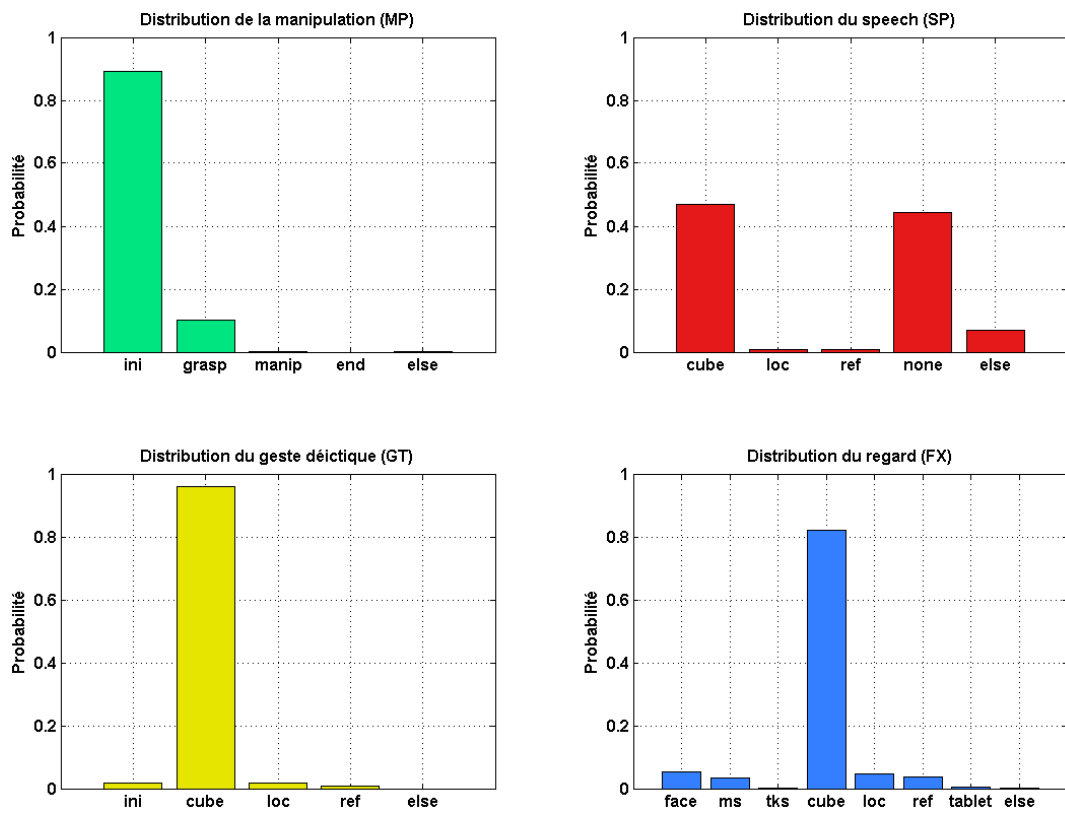 Distribution de la manipulation (MP)
Probabilité
1
0.8
0.6
0.4
0.2
0
ini grasp manip end else
Distribution du speech (SP)
Probabilité
1
0.8
0.6
0.4
0.2
0
cube loc ref none else
Distribution du geste déictique (GT)
Probabilité
1
0.8
0.6
0.4
0.2
0
ini cube loc ref else
Distribution du regard (FX)
Probabilité
1
0.8
0.6
0.4
0.2
0
face ms tks cube loc ref tablet else